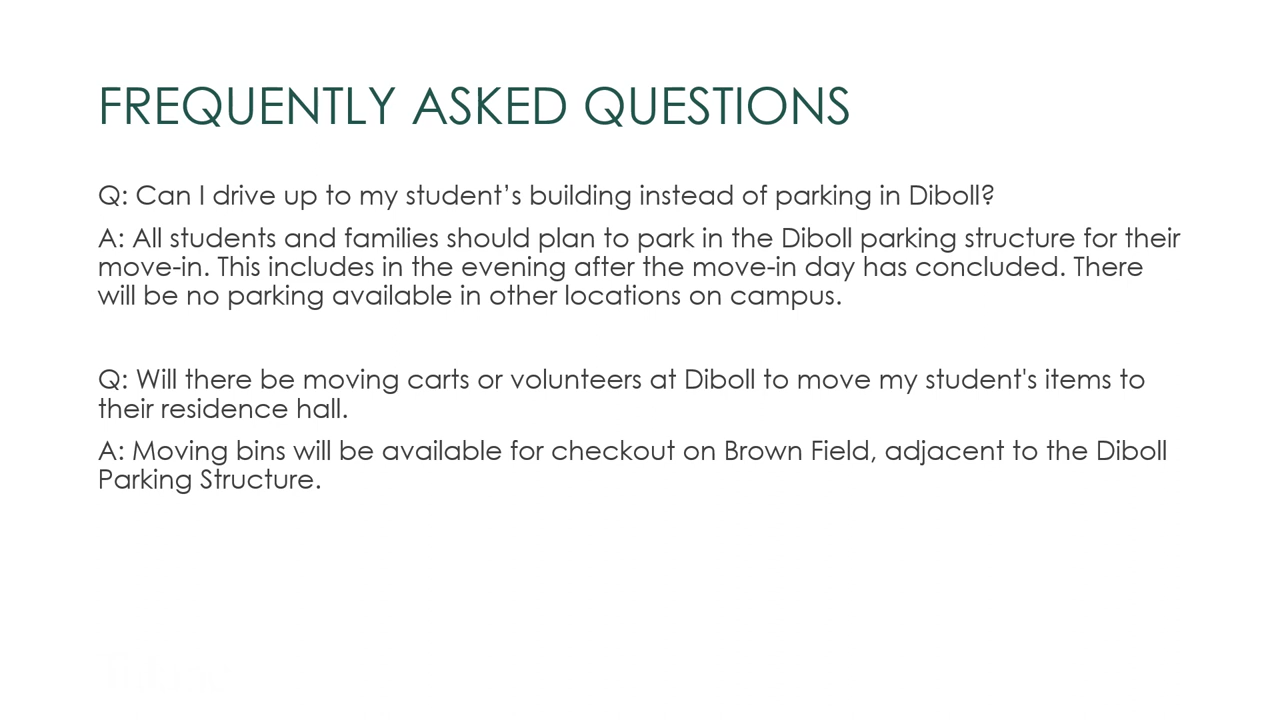 FREQUENTLY ASKED QUESTIONS
Q: Can I drive up to my student’s building instead of parking in Diboll?
A: All students and families should plan to park in the Diboll parking structure for their
move-in. This includes in the evening after the move-in day has concluded. There
will be no parking available in other locations on campus.
Q: Will there be moving carts or volunteers at Diboll to move my student's items to
their residence hall.
A: Moving bins will be available for checkout on Brown Field, adjacent to the Diboll
Parking Structure.